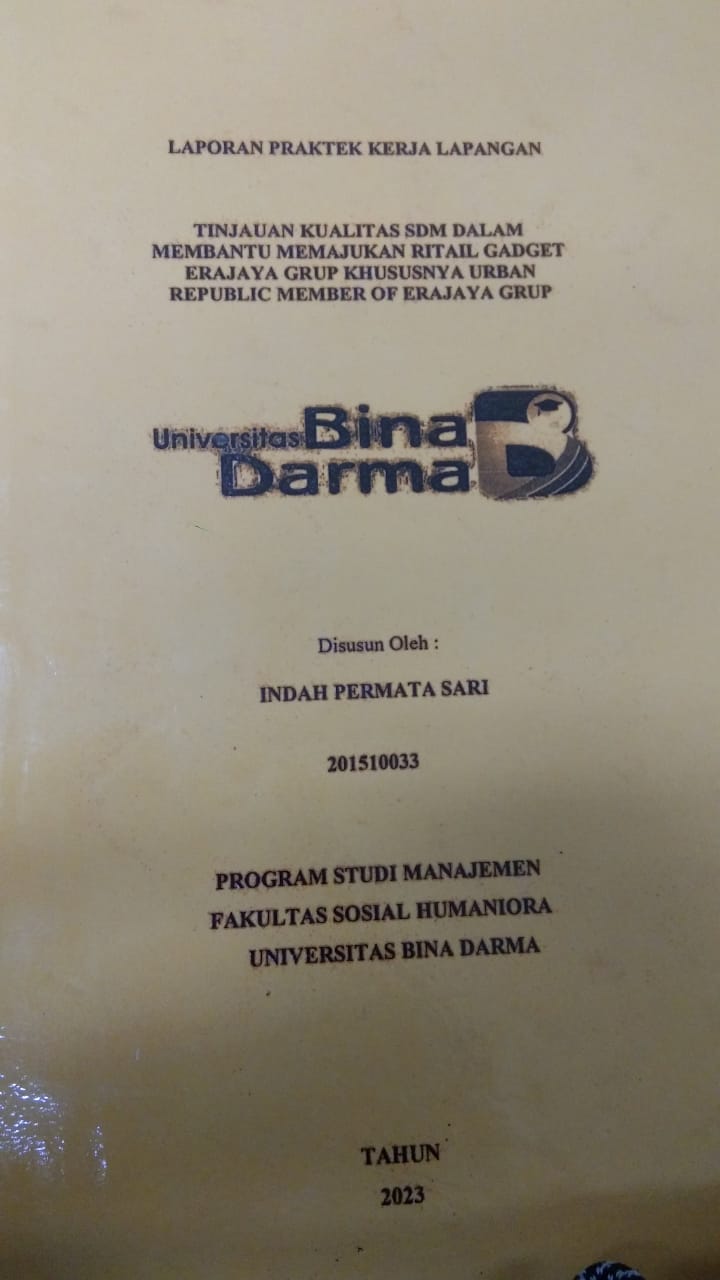 LAPORAN PRAKTEK KERJA LAPANGAN
TINJAUAN KUALITAS SDM DALAM
MEMBANTU MEMAJUKAN RITAIL GADGET
ERAJAYA GRUP KHUSUSNYA URBAN
REPUBLIC MEMBER OF ERAJAYA GRUP
Universitas Bina
Darma
Disusun Oleh :
INDAH PERMATA SARI
201510033
PROGRAM STUDI MANAJEMEN
FAKULTAS SOSIAL HUMANIORA
UNIVERSITAS BINA DARMA
TAHUN
2023